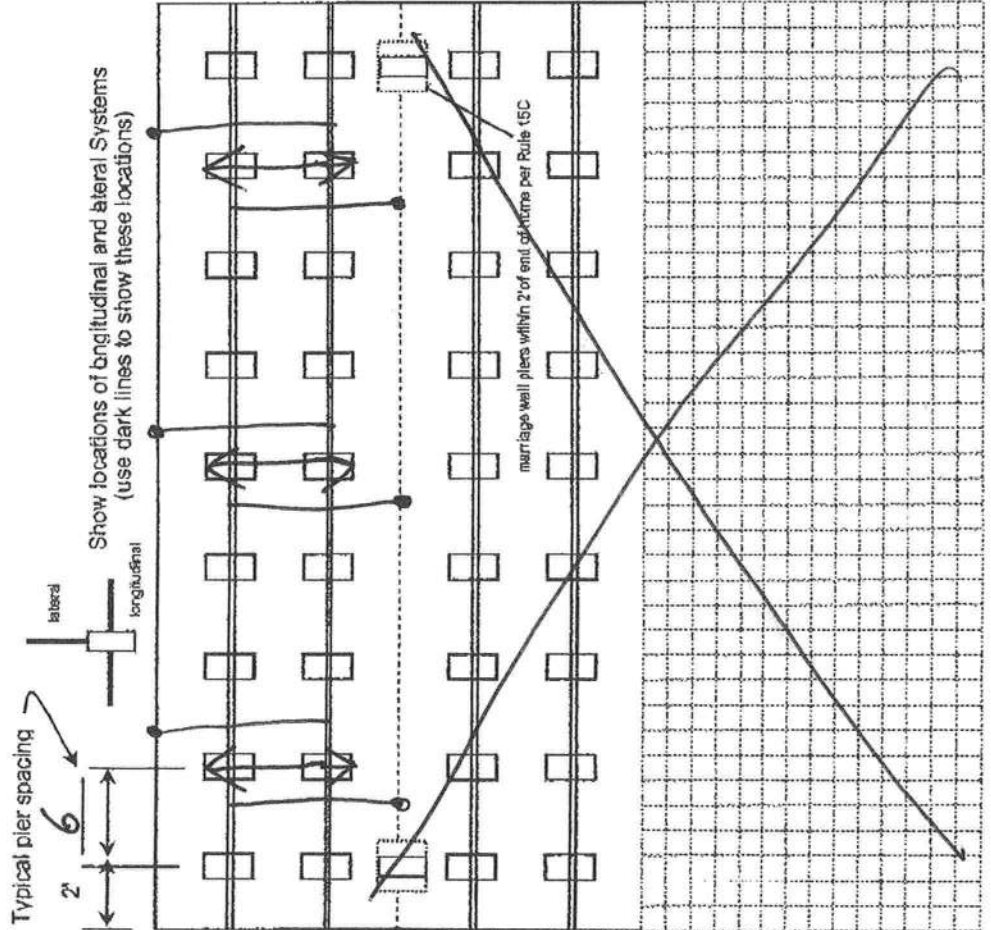 Typical pier spacing
6
2'
lateral
longitudinal
Show locations of longitudinal and lateral Systems
(use dark lines to show these locations)
marriage wall piers within 2' of end of home per Rule 15C